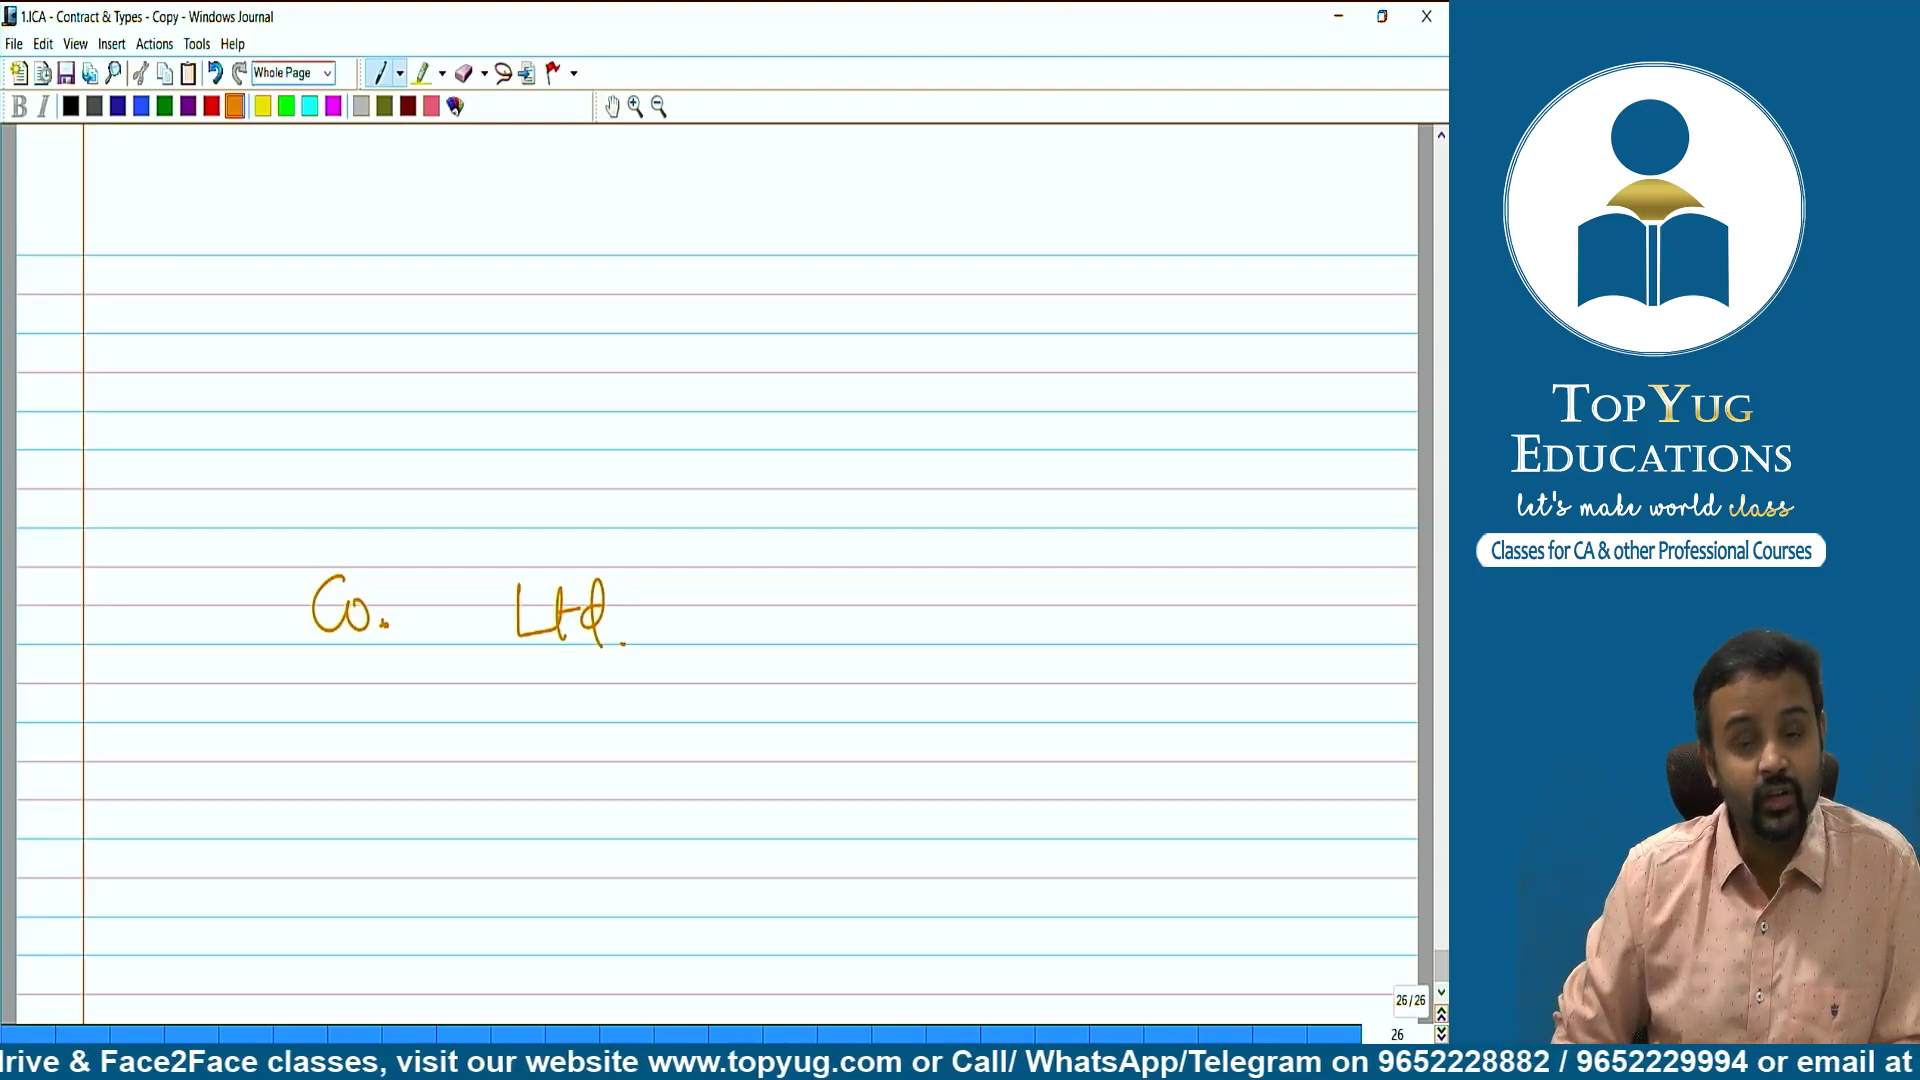 1.ICA - Contract & Types - Copy - Windows Journal
File Edit View Insert Actions Tools Help
Whole Page
B I
Co. Ltd.
26 / 26
26
TOPYUG
EDUCATIONS
let's make world class
Classes for CA & other Professional Courses
drive & Face2Face classes, visit our website www.topyug.com or Call/ WhatsApp/Telegram on 9652228882 / 9652229994 or email at